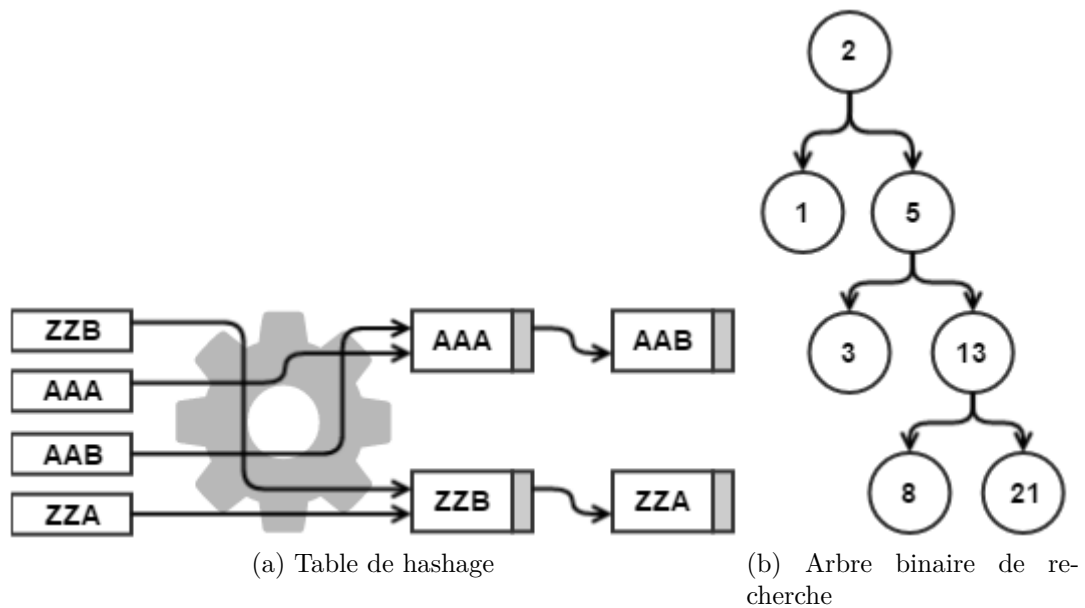 2
1 5
3 13
8 21
ZZB
AAA
AAB
ZZA
AAA AAB
ZZB ZZA
(a) Table de hashage
(b) Arbre binaire de re-
cherche